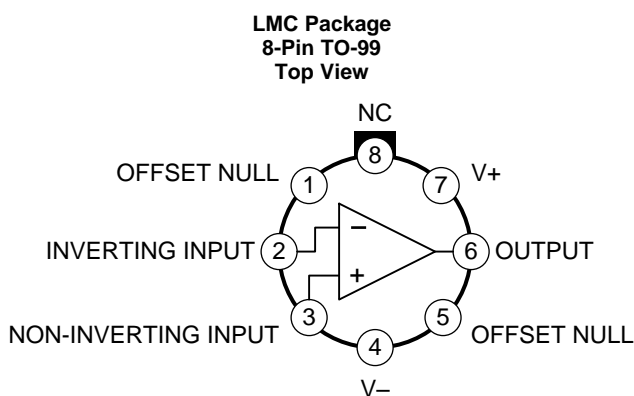 LMC Package
8-Pin TO-99
Top View
NC
8
OFFSET NULL 1
7 V+
INVERTING INPUT 2
−
6 OUTPUT
+
NON-INVERTING INPUT 3
5 OFFSET NULL
4
V–